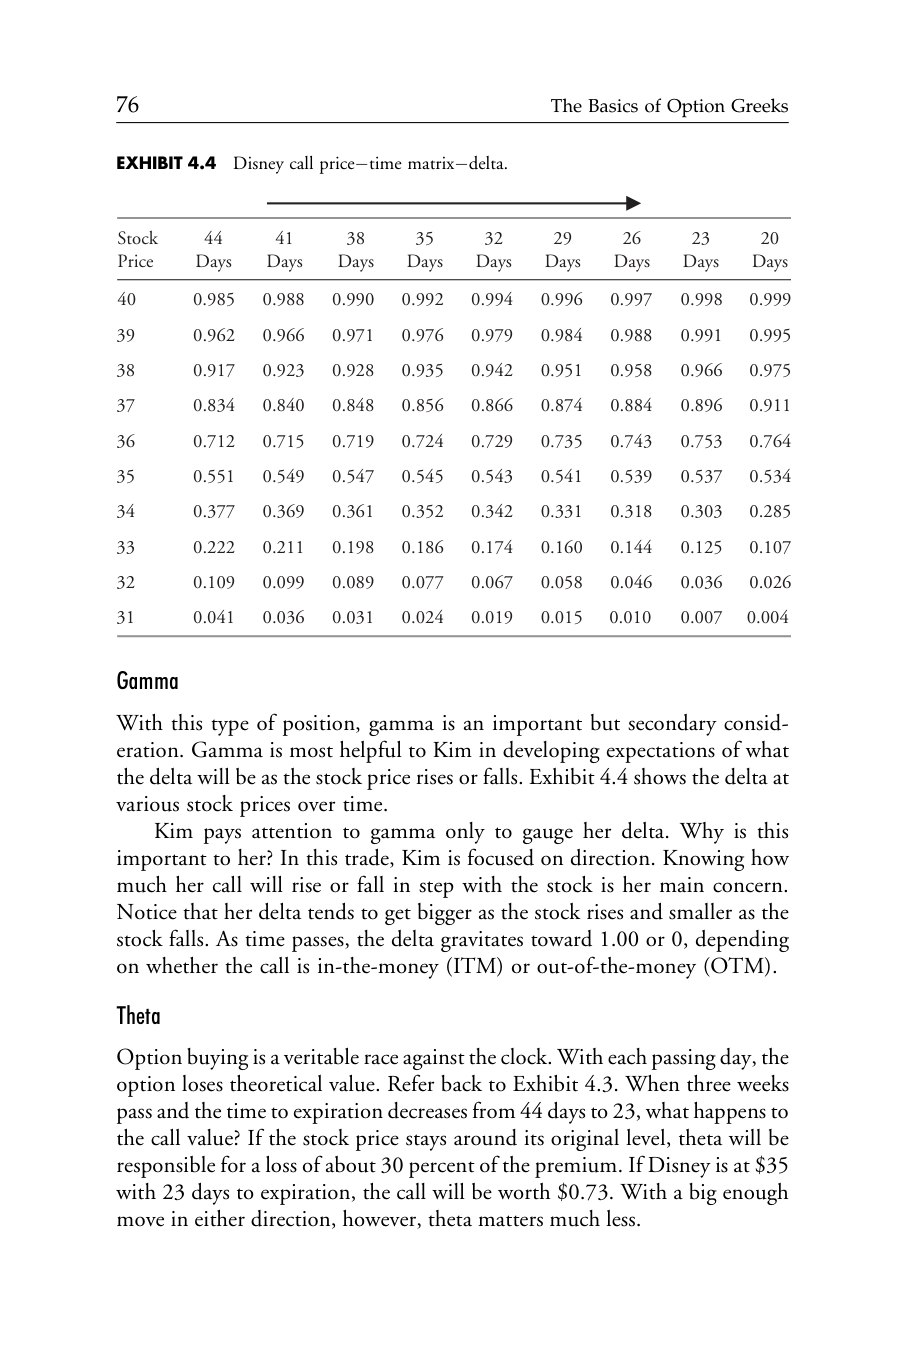 76 The Basics of Option Greeks
EXHIBIT 4.4 Disney call price–time matrix–delta.
Stock 44 41 38 35 32 29 26 23 20
Price Days Days Days Days Days Days Days Days Days
40 0.985 0.988 0.990 0.992 0.994 0.996 0.997 0.998 0.999
39 0.962 0.966 0.971 0.976 0.979 0.984 0.988 0.991 0.995
38 0.917 0.923 0.928 0.935 0.942 0.951 0.958 0.966 0.975
37 0.834 0.840 0.848 0.856 0.866 0.874 0.884 0.896 0.911
36 0.712 0.715 0.719 0.724 0.729 0.735 0.743 0.753 0.764
35 0.551 0.549 0.547 0.545 0.543 0.541 0.539 0.537 0.534
34 0.377 0.369 0.361 0.352 0.342 0.331 0.318 0.303 0.285
33 0.222 0.211 0.198 0.186 0.174 0.160 0.144 0.125 0.107
32 0.109 0.099 0.089 0.077 0.067 0.058 0.046 0.036 0.026
31 0.041 0.036 0.031 0.024 0.019 0.015 0.010 0.007 0.004
Gamma
With this type of position, gamma is an important but secondary consid-
eration. Gamma is most helpful to Kim in developing expectations of what
the delta will be as the stock price rises or falls. Exhibit 4.4 shows the delta at
various stock prices over time.
Kim pays attention to gamma only to gauge her delta. Why is this
important to her? In this trade, Kim is focused on direction. Knowing how
much her call will rise or fall in step with the stock is her main concern.
Notice that her delta tends to get bigger as the stock rises and smaller as the
stock falls. As time passes, the delta gravitates toward 1.00 or 0, depending
on whether the call is in-the-money (ITM) or out-of-the-money (OTM).
Theta
Option buying is a veritable race against the clock. With each passing day, the
option loses theoretical value. Refer back to Exhibit 4.3. When three weeks
pass and the time to expiration decreases from 44 days to 23, what happens to
the call value? If the stock price stays around its original level, theta will be
responsible for a loss of about 30 percent of the premium. If Disney is at $35
with 23 days to expiration, the call will be worth $0.73. With a big enough
move in either direction, however, theta matters much less.